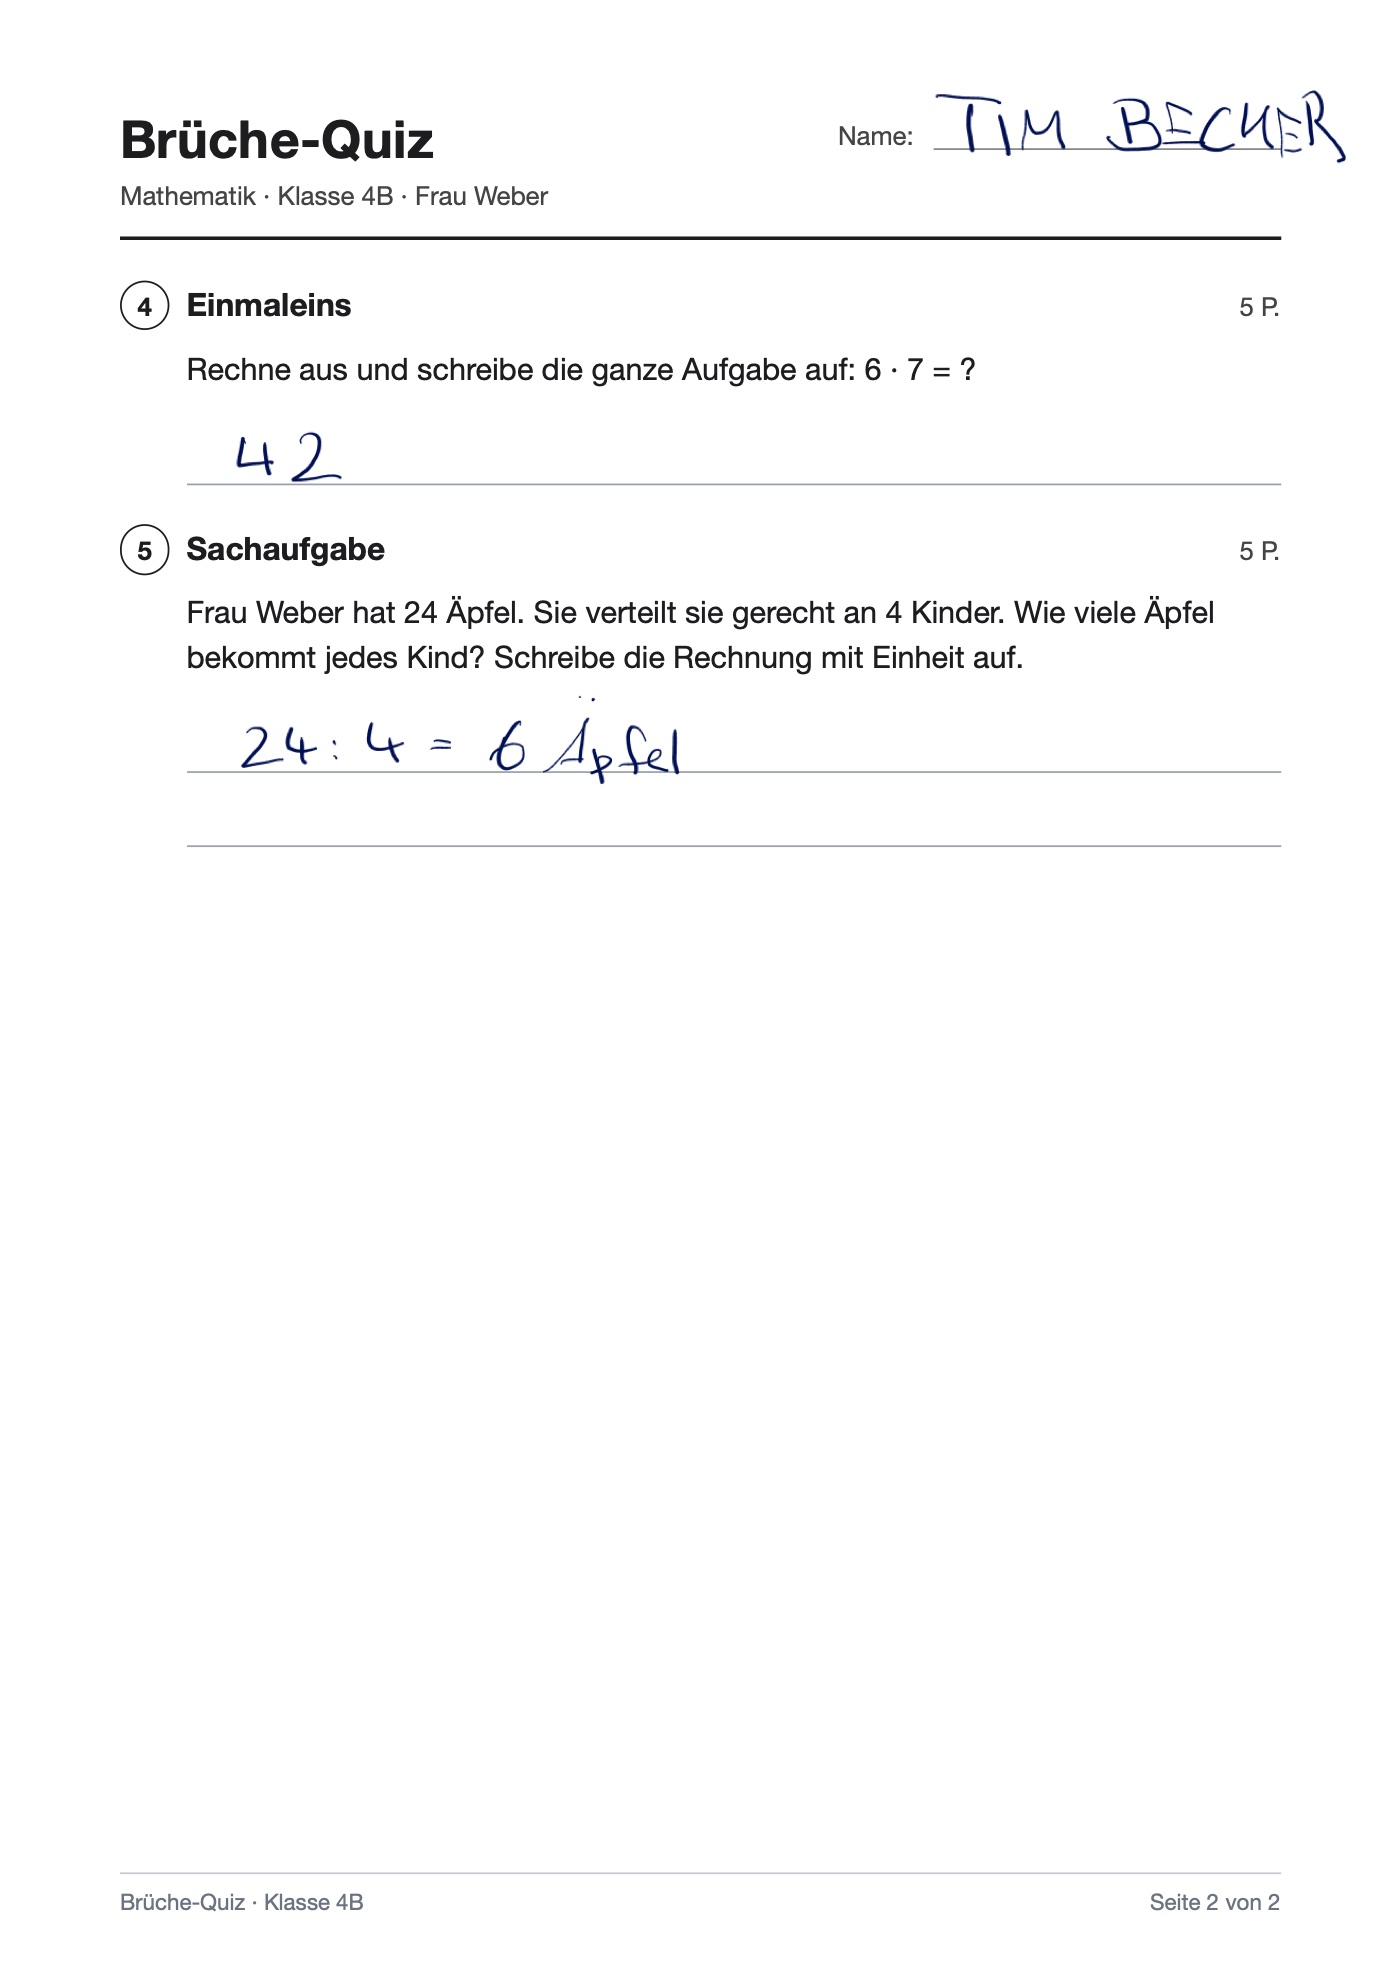 Brüche-Quiz
Name: TIM BECKER
Mathematik · Klasse 4B · Frau Weber
4 Einmaleins 5 P.
Rechne aus und schreibe die ganze Aufgabe auf: 6 · 7 = ?
42
5 Sachaufgabe 5 P.
Frau Weber hat 24 Äpfel. Sie verteilt sie gerecht an 4 Kinder. Wie viele Äpfel
bekommt jedes Kind? Schreibe die Rechnung mit Einheit auf.
24 : 4 = 6 Äpfel
Brüche-Quiz · Klasse 4B Seite 2 von 2